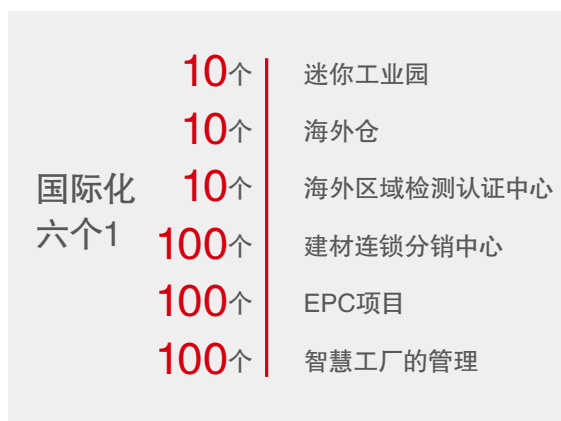 国际化
六个1
10个 迷你工业园
10个 海外仓
10个 海外区域检测认证中心
100个 建材连锁分销中心
100个 EPC项目
100个 智慧工厂的管理